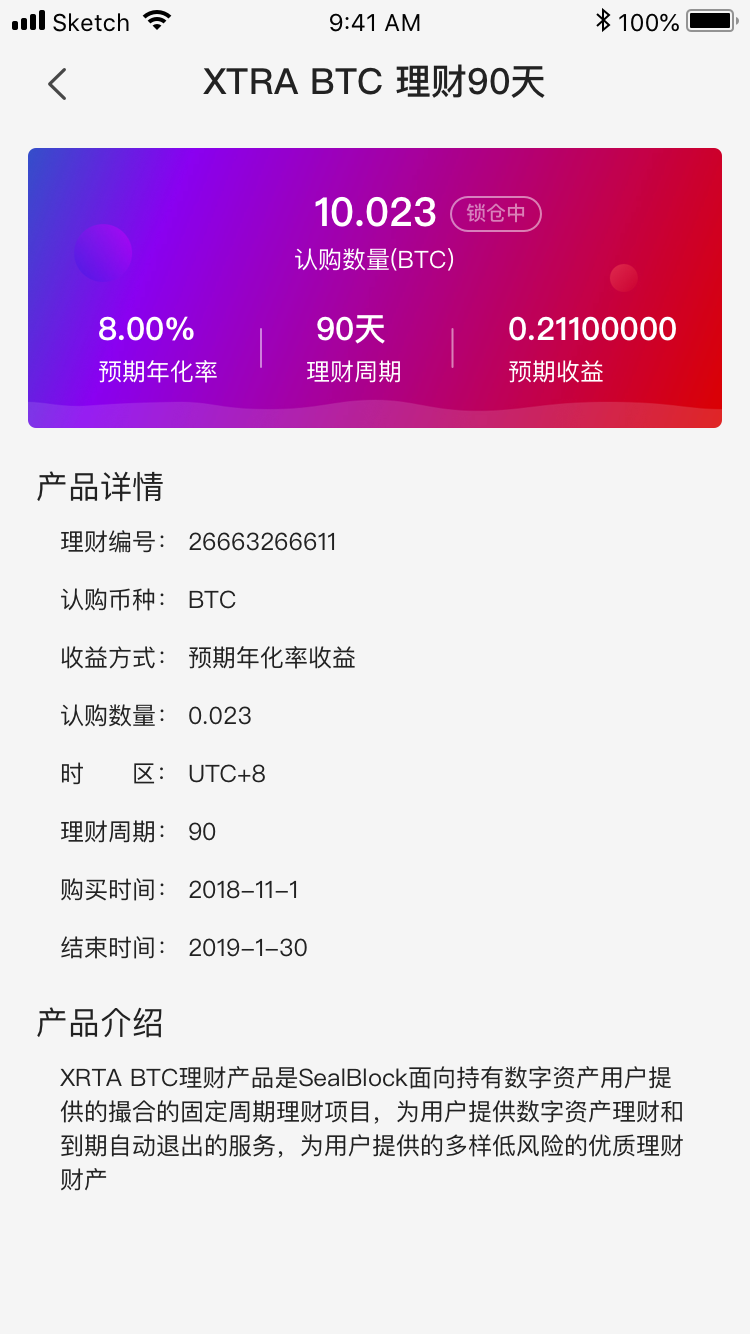 Sketch 9:41 AM 100%
XTRA BTC 理财90天
10.023 锁仓中
认购数量(BTC)
8.00% 90天 0.21100000
预期年化率 理财周期 预期收益
产品详情
理财编号： 26663266611
认购币种： BTC
收益方式： 预期年化率收益
认购数量： 0.023
时 区： UTC+8
理财周期： 90
购买时间： 2018-11-1
结束时间： 2019-1-30
产品介绍
XRTA BTC理财产品是SealBlock面向持有数字资产用户提
供的撮合的固定周期理财项目，为用户提供数字资产理财和
到期自动退出的服务，为用户提供的多样低风险的优质理财
财产